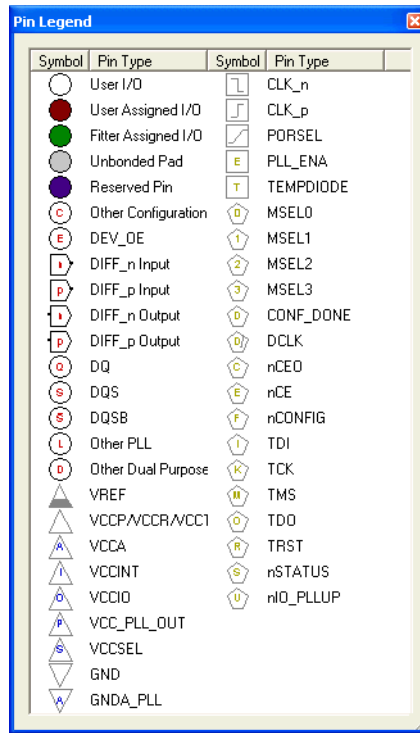 Pin Legend
Symbol Pin Type Symbol Pin Type
User I/O CLK_n
User Assigned I/O CLK_p
Fitter Assigned I/O PORSEL
Unbonded Pad E PLL_ENA
Reserved Pin T TEMPDIODE
C Other Configuration 0 MSEL0
E DEV_OE 1 MSEL1
n DIFF_n Input 2 MSEL2
p DIFF_p Input 3 MSEL3
n DIFF_n Output D CONF_DONE
p DIFF_p Output D DCLK
Q DQ C nCEO
S DQS E nCE
S DQSB F nCONFIG
L Other PLL I TDI
D Other Dual Purpose K TCK
VREF M TMS
VCCP/VCCR/VCCT O TDO
A VCCA R TRST
I VCCINT S nSTATUS
O VCCIO U nIO_PLLUP
P VCC_PLL_OUT
S VCCSEL
GND
A GNDA_PLL